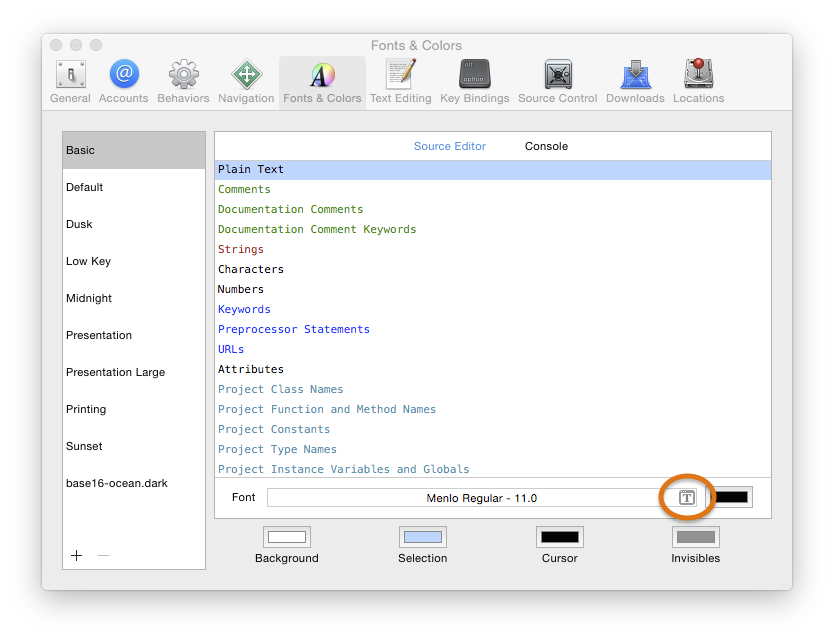 Fonts & Colors
General Accounts Behaviors Navigation Fonts & Colors Text Editing Key Bindings Source Control Downloads Locations
alt
option
Basic
Default
Dusk
Low Key
Midnight
Presentation
Presentation Large
Printing
Sunset
base16-ocean.dark
Source Editor Console
Plain Text
Comments
Documentation Comments
Documentation Comment Keywords
Strings
Characters
Numbers
Keywords
Preprocessor Statements
URLs
Attributes
Project Class Names
Project Function and Method Names
Project Constants
Project Type Names
Project Instance Variables and Globals
Font Menlo Regular - 11.0 T
Background Selection Cursor Invisibles